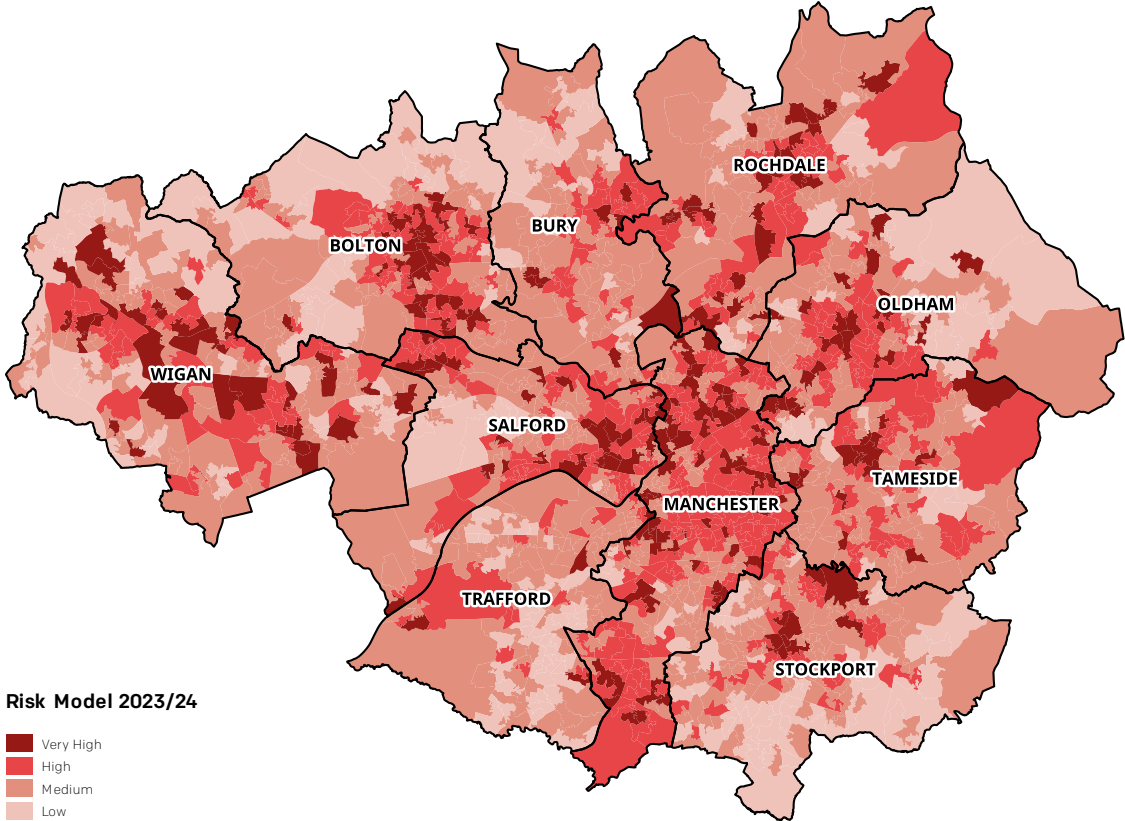 ROCHDALE
BURY
BOLTON
OLDHAM
WIGAN
SALFORD
TAMESIDE
MANCHESTER
TRAFFORD
STOCKPORT
Risk Model 2023/24
Very High
High
Medium
Low